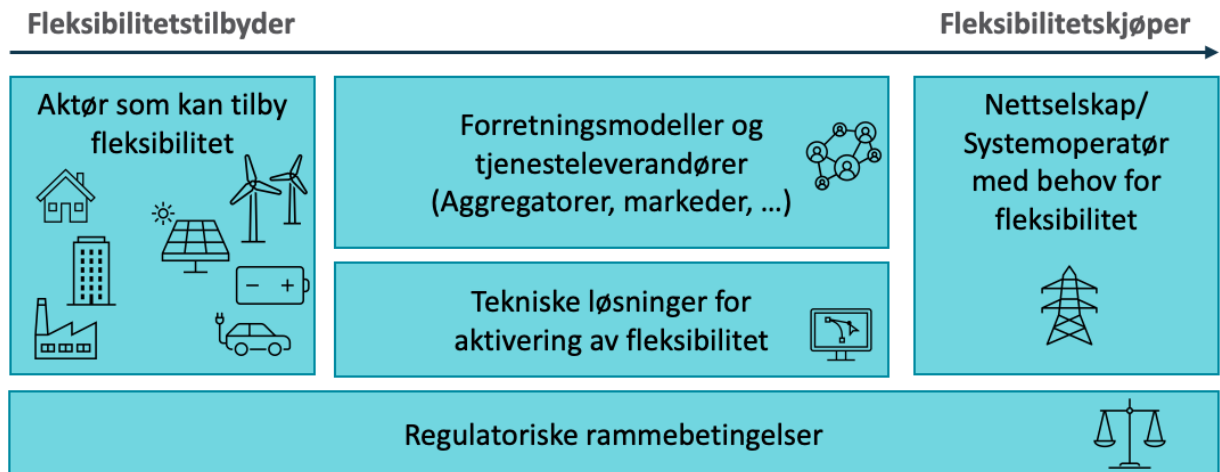 Fleksibilitetstilbyder
Fleksibilitetskjøper
Aktør som kan tilby
fleksibilitet
Forretningsmodeller og
tjenesteleverandører
(Aggregatorer, markeder, …)
Tekniske løsninger for
aktivering av fleksibilitet
Nettselskap/
Systemoperatør
med behov for
fleksibilitet
Regulatoriske rammebetingelser